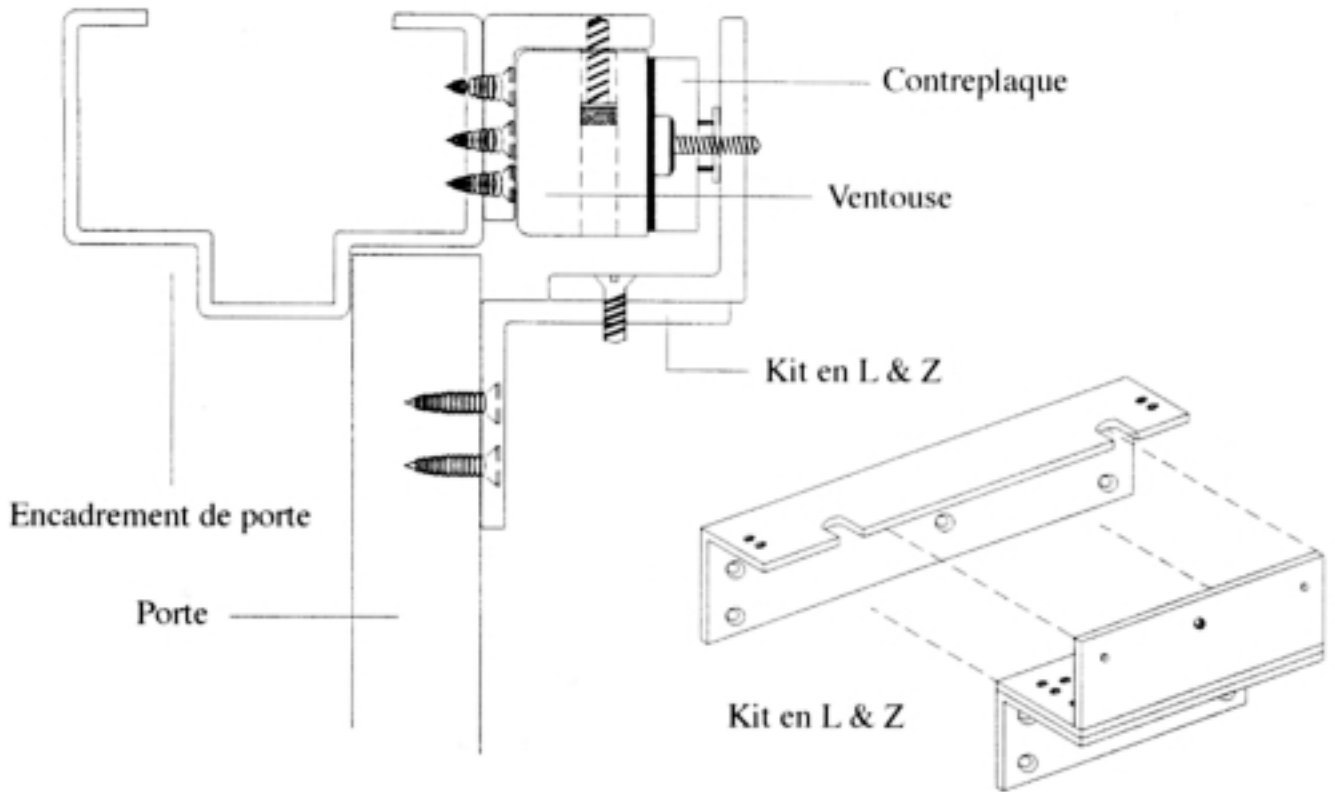 Contreplaque
Ventouse
Kit en L & Z
Encadrement de porte
Porte
Kit en L & Z